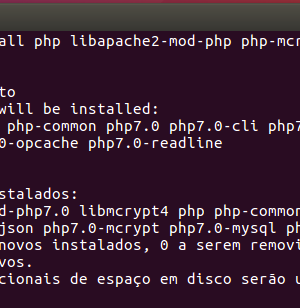 all php libapache2-mod-php php-mcr
to
will be installed:
php-common php7.0 php7.0-cli php7
0-opcache php7.0-readline
stalados:
d-php7.0 libmcrypt4 php php-common
json php7.0-mcrypt php7.0-mysql ph
novos instalados, 0 a serem removi
vos.
cionais de espaço em disco serão u